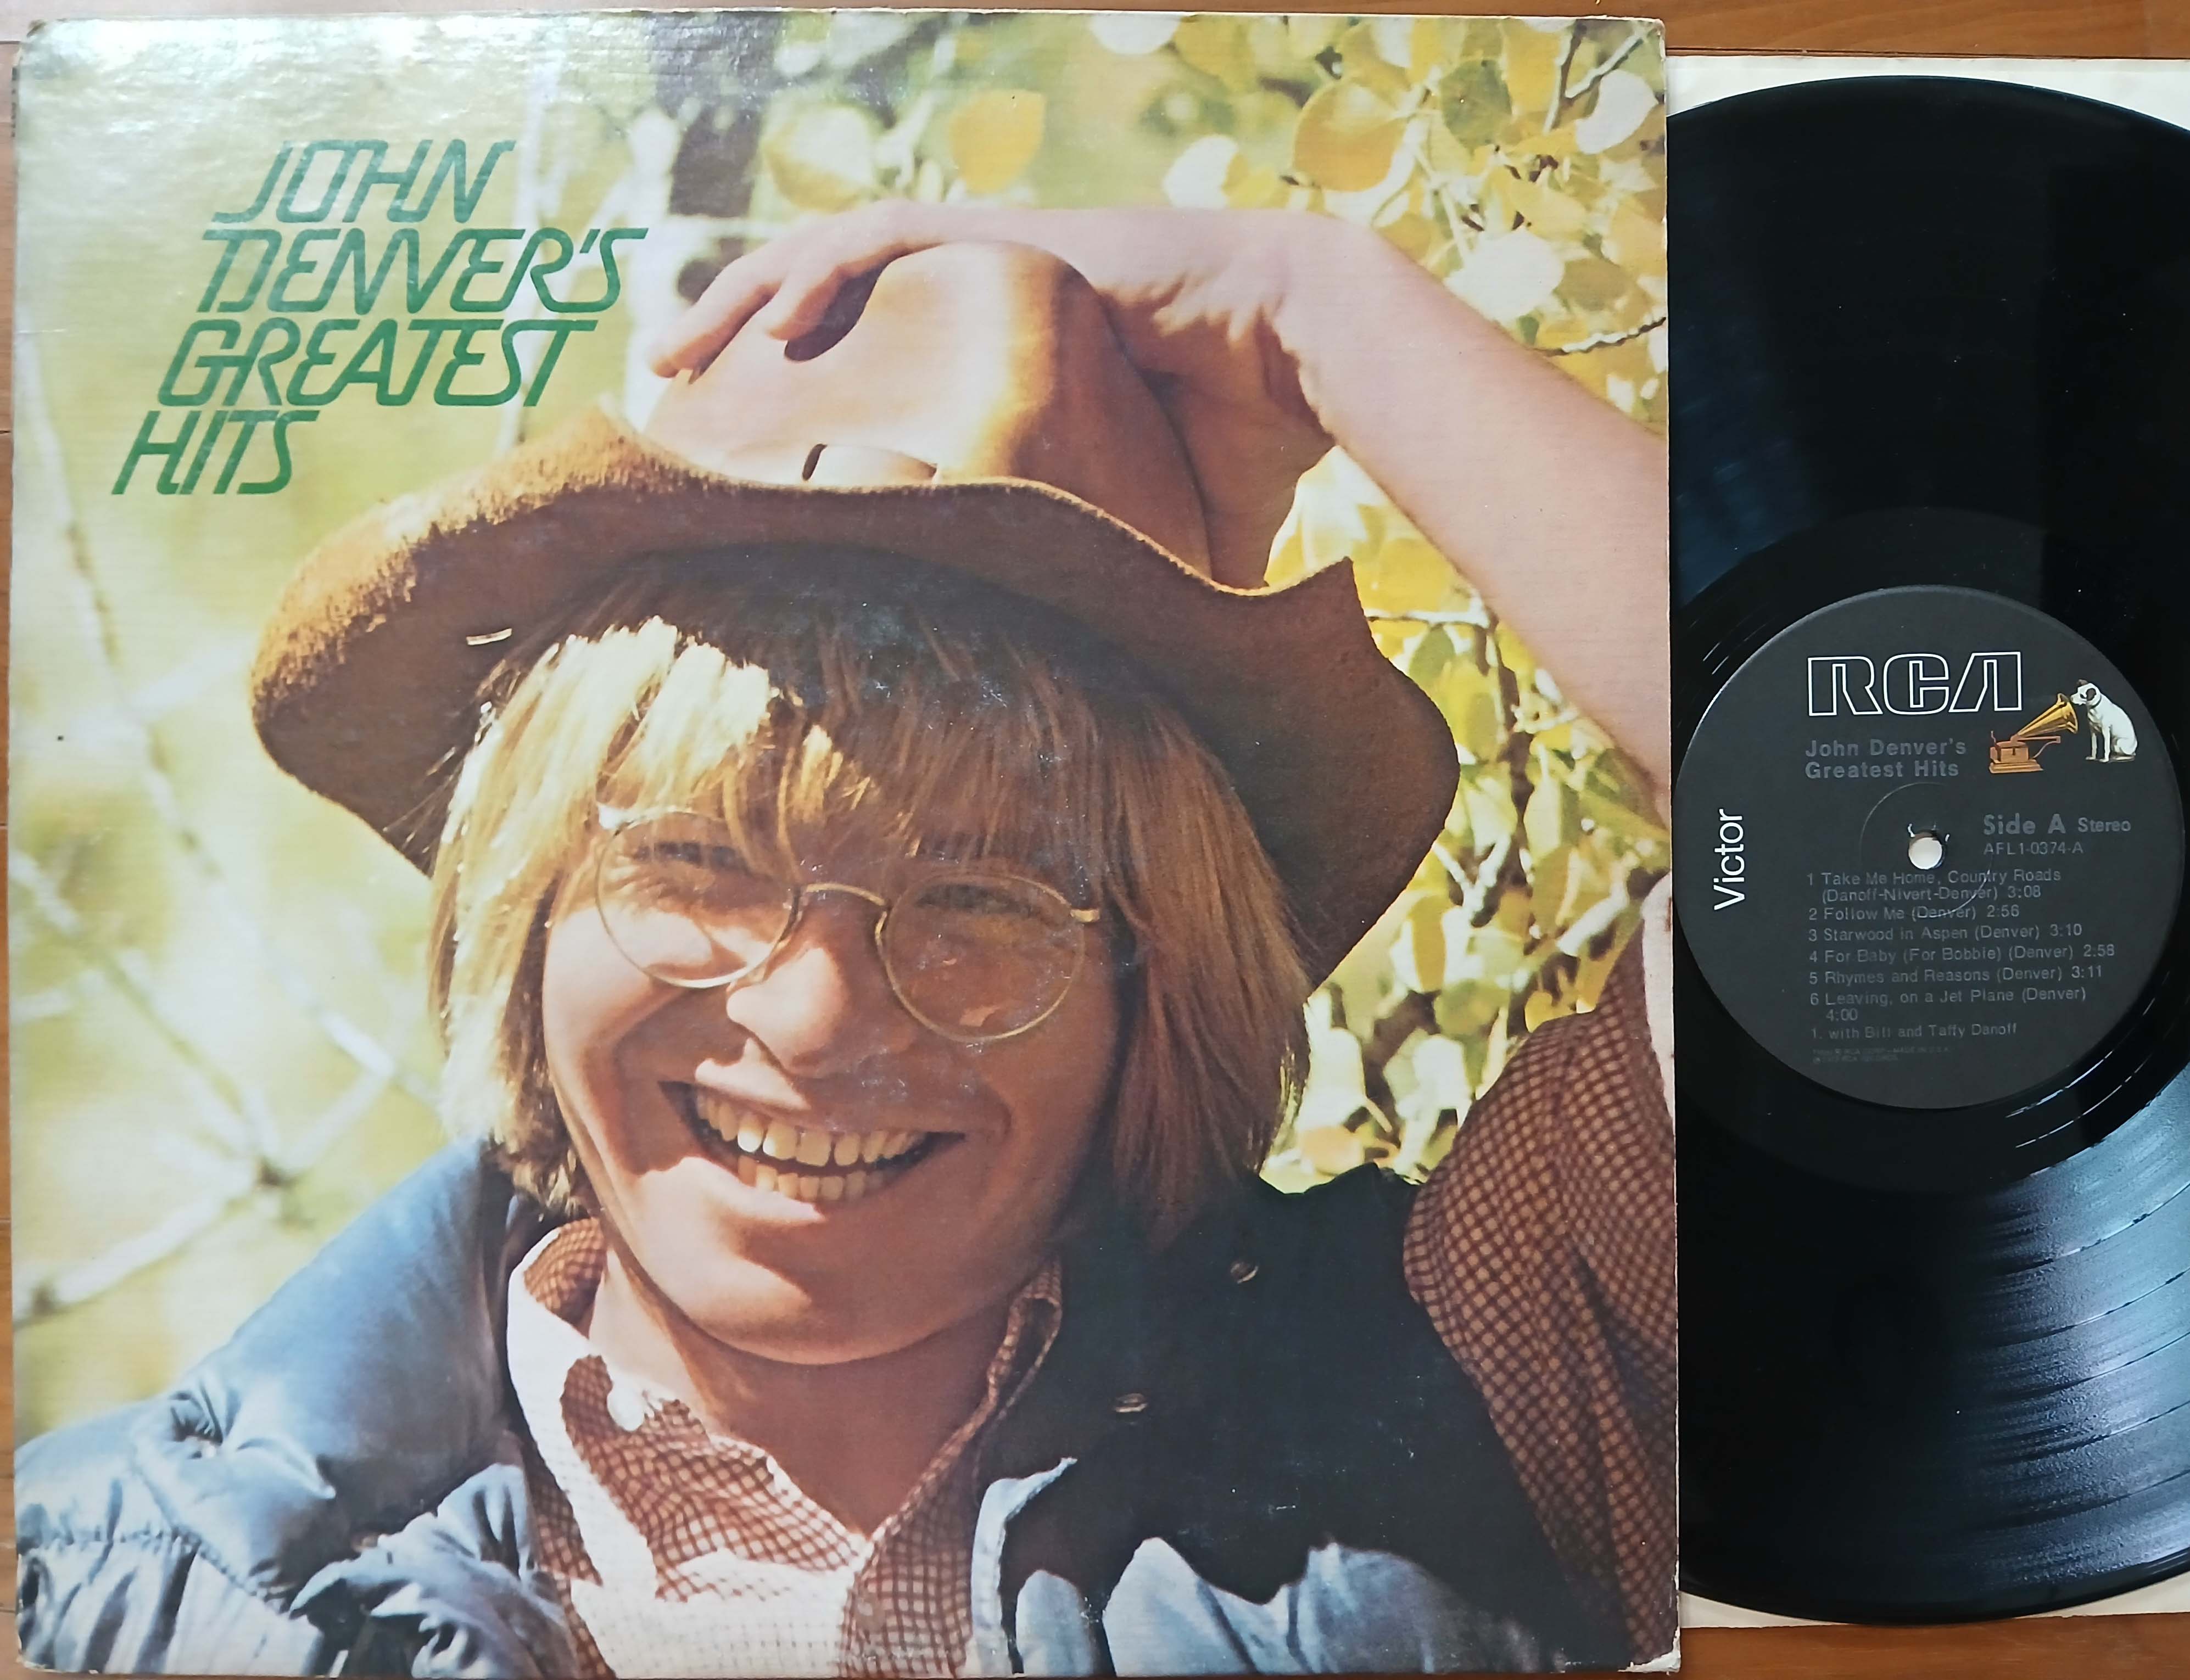 JOHN
DENVER'S
GREATEST
HITS
RCA
John Denver's
Greatest Hits
Victor
Side A Stereo
AFL1-0374-A
1 Take Me Home, Country Roads
(Danoff-Nivert-Denver) 3:08
2 Follow Me (Denver) 2:56
3 Starwood in Aspen (Denver) 3:10
4 For Baby (For Bobbie) (Denver) 2:58
5 Rhymes and Reasons (Denver) 3:11
6 Leaving, on a Jet Plane (Denver)
4:00
1. with Bill and Taffy Danoff